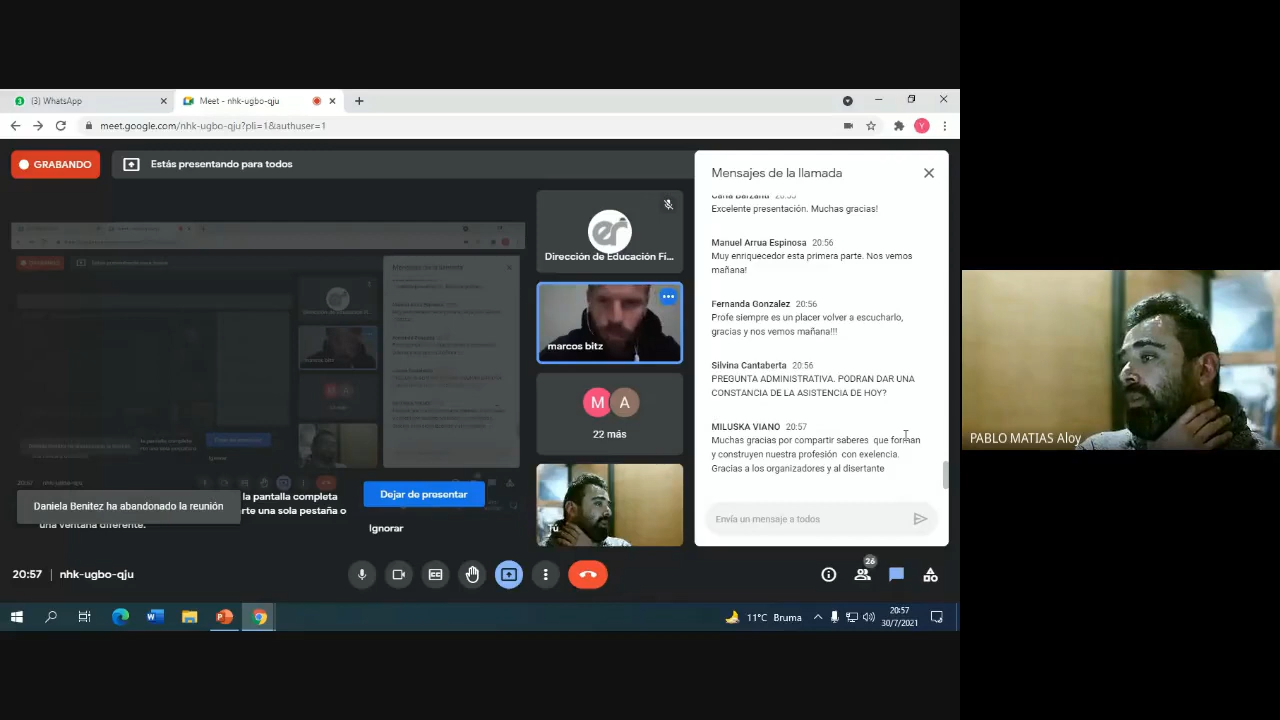 (3) WhatsApp
Meet - nhk-ugbo-qju
meet.google.com/nhk-ugbo-qju?pli=1&authuser=1
GRABANDO
Estás presentando para todos
Dirección de Educación Fi...
marcos bitz
M A
22 más
Tú
la pantalla completa
rte una sola pestaña o
una ventana diferente.
Daniela Benitez ha abandonado la reunión
Dejar de presentar
Ignorar
Mensajes de la llamada
Excelente presentación. Muchas gracias!
Manuel Arrua Espinosa 20:56
Muy enriquecedor esta primera parte. Nos vemos
mañana!
Fernanda Gonzalez 20:56
Profe siempre es un placer volver a escucharlo,
gracias y nos vemos mañana!!!
Silvina Cantaberta 20:56
PREGUNTA ADMINISTRATIVA. PODRAN DAR UNA
CONSTANCIA DE LA ASISTENCIA DE HOY?
MILUSKA VIANO 20:57
Muchas gracias por compartir saberes que forman
y construyen nuestra profesión con exelencia.
Gracias a los organizadores y al disertante
Envía un mensaje a todos
20:57 | nhk-ugbo-qju
26
11°C Bruma
20:57
30/7/2021
PABLO MATIAS Aloy